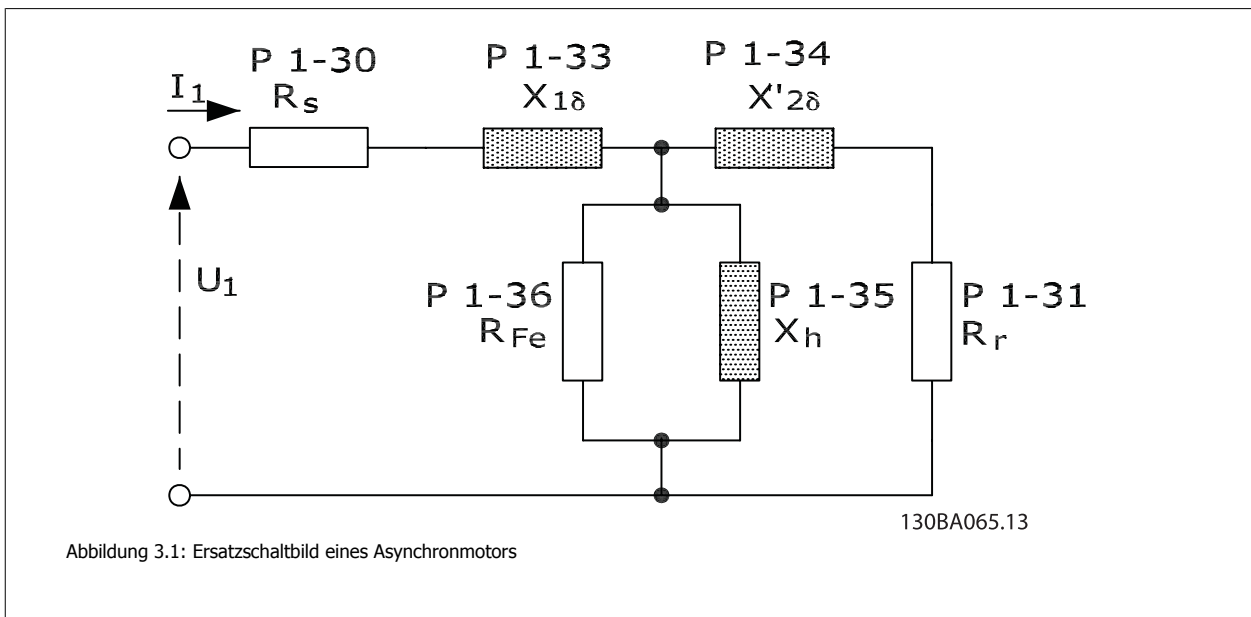 P 1-30
Rs
P 1-33
X1δ
P 1-34
X'2δ
I1
U1
P 1-36
RFe
P 1-35
Xh
P 1-31
Rr
130BA065.13
Abbildung 3.1: Ersatzschaltbild eines Asynchronmotors